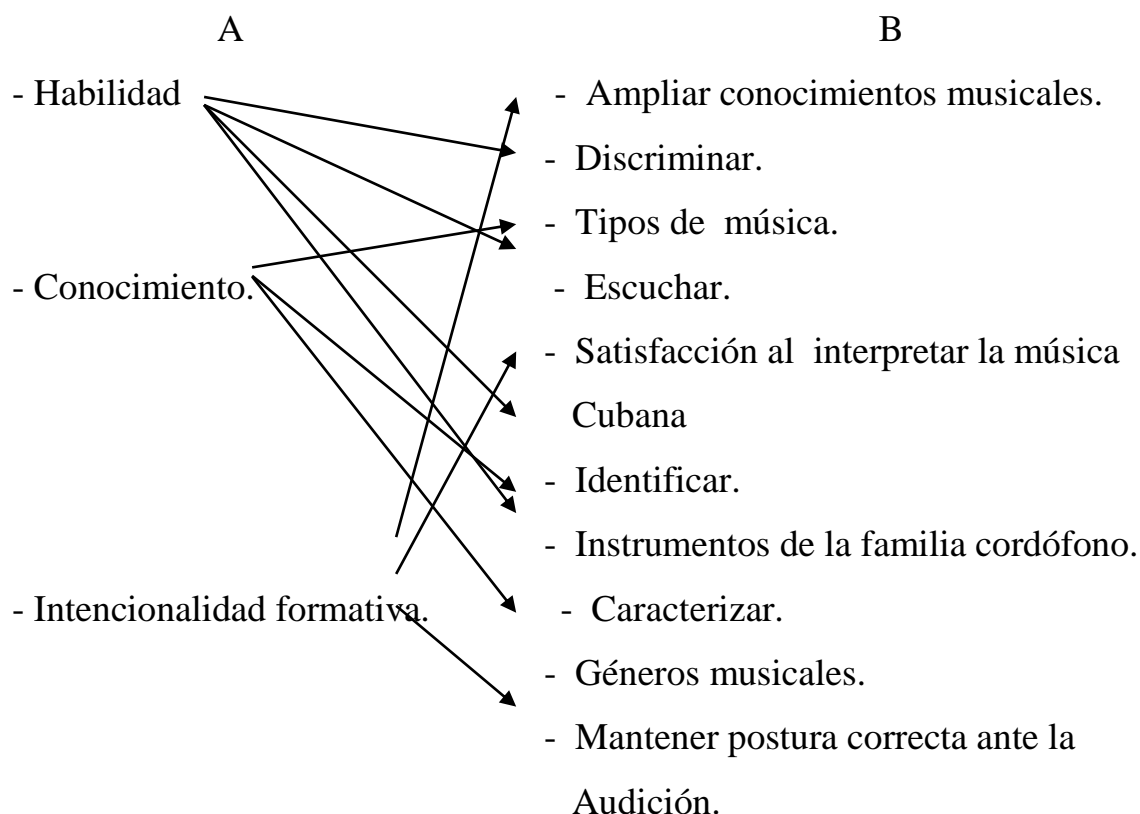 A B
- Habilidad - Ampliar conocimientos musicales.
- Discriminar.
- Tipos de música.
- Conocimiento. - Escuchar.
- Satisfacción al interpretar la música
Cubana
- Identificar.
- Instrumentos de la familia cordófono.
- Intencionalidad formativa. - Caracterizar.
- Géneros musicales.
- Mantener postura correcta ante la
Audición.